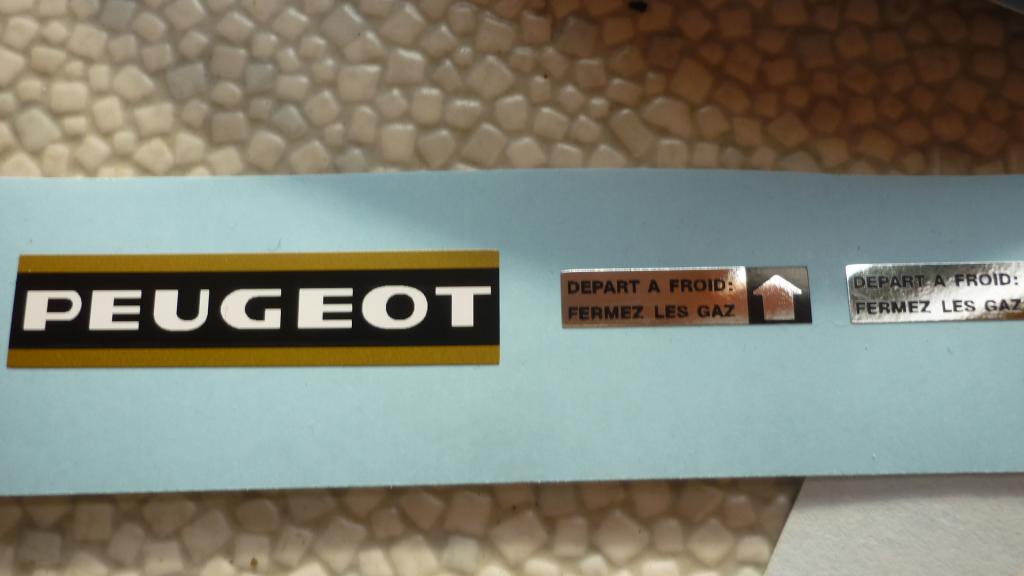 PEUGEOT
DEPART A FROID:
FERMEZ LES GAZ
DEPART A FROID:
FERMEZ LES GAZ